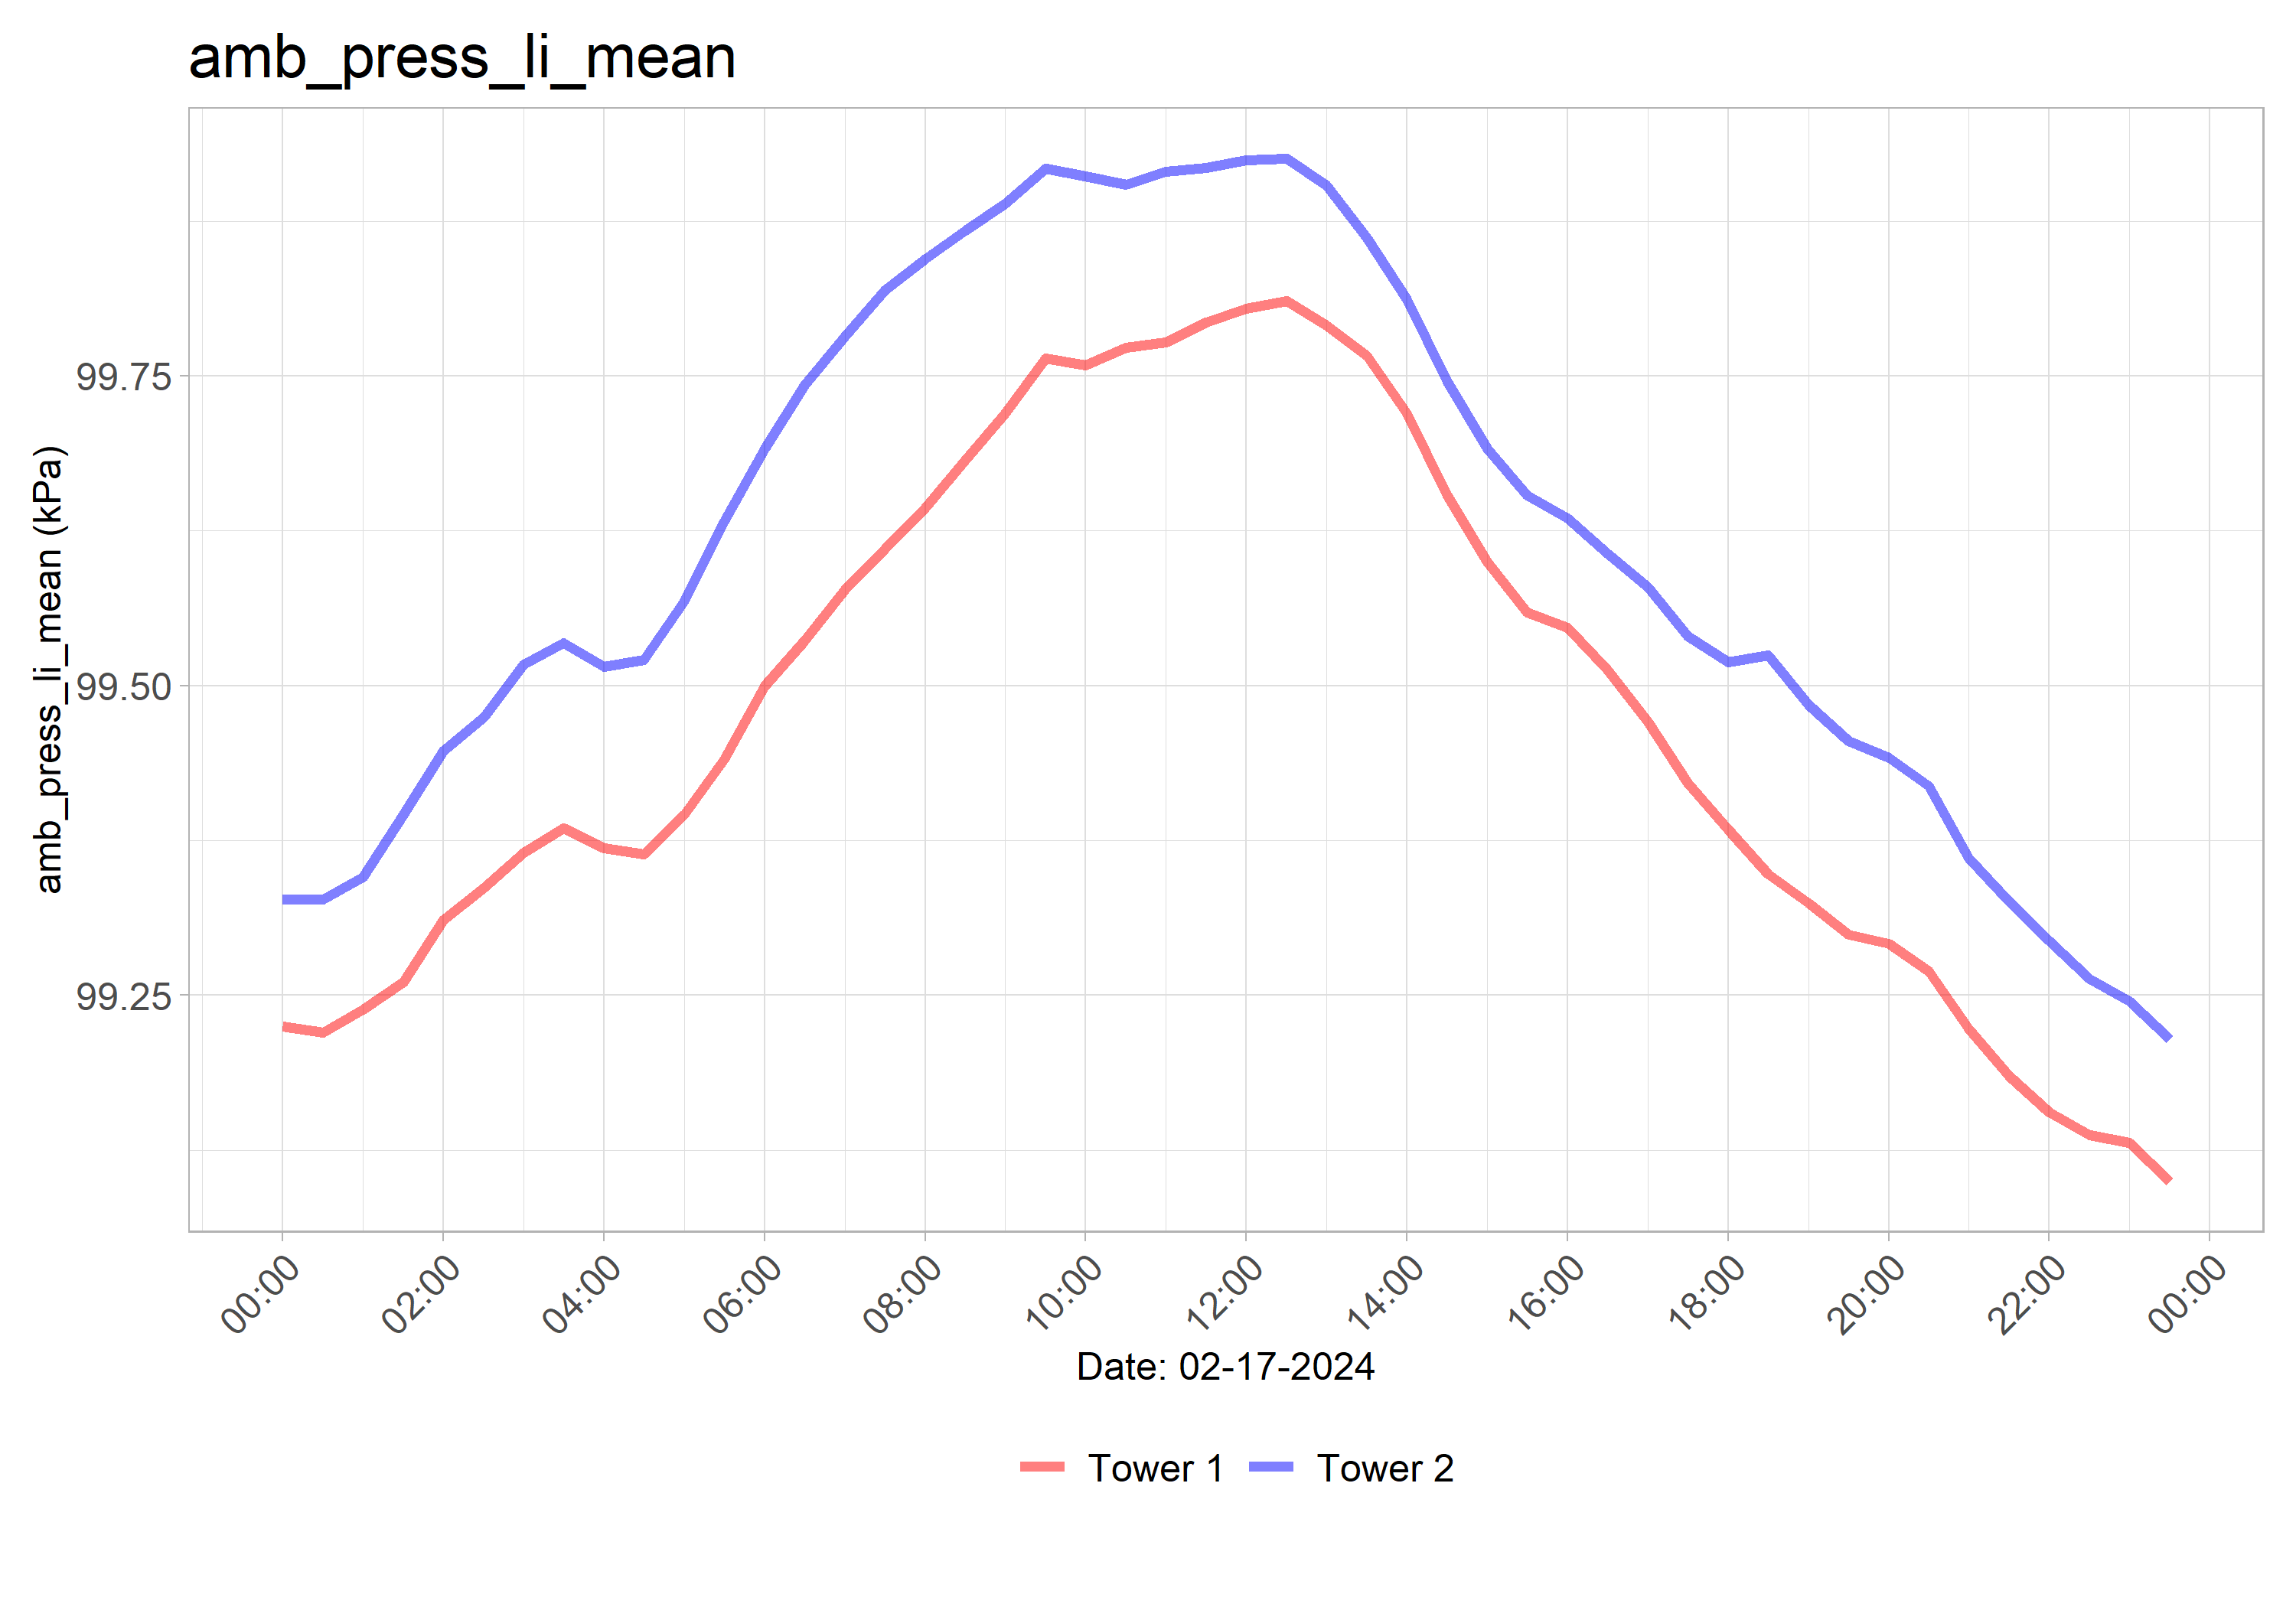 amb_press_li_mean
amb_press_li_mean (kPa)
99.75
99.50
99.25
00:00 02:00 04:00 06:00 08:00 10:00 12:00 14:00 16:00 18:00 20:00 22:00 00:00
Date: 02-17-2024
Tower 1 Tower 2